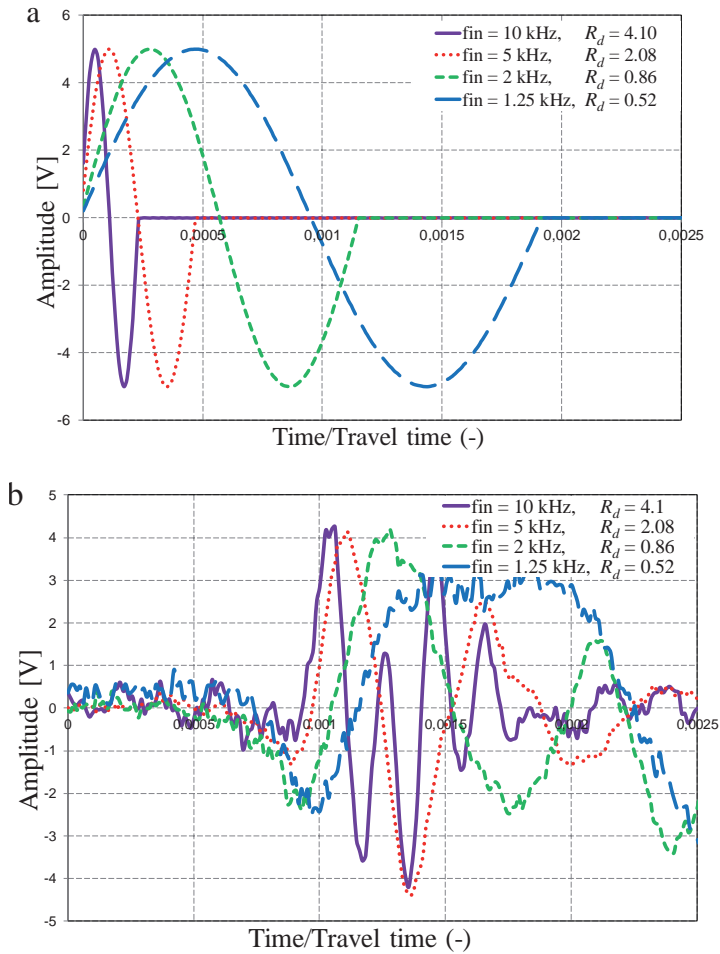 a
6
4
2
0
-2
-4
-6
Amplitude [V]
0
0,0005
0,001
0,0015
0,002
0,0025
fin = 10 kHz, R_d = 4.10
fin = 5 kHz, R_d = 2.08
fin = 2 kHz, R_d = 0.86
fin = 1.25 kHz, R_d = 0.52
Time/Travel time (-)
b
5
4
3
2
1
0
-1
-2
-3
-4
-5
Amplitude [V]
0
0,0005
0,001
0,0015
0,002
0,0025
fin = 10 kHz, R_d = 4.1
fin = 5 kHz, R_d = 2.08
fin = 2 kHz, R_d = 0.86
fin = 1.25 kHz, R_d = 0.52
Time/Travel time (-)